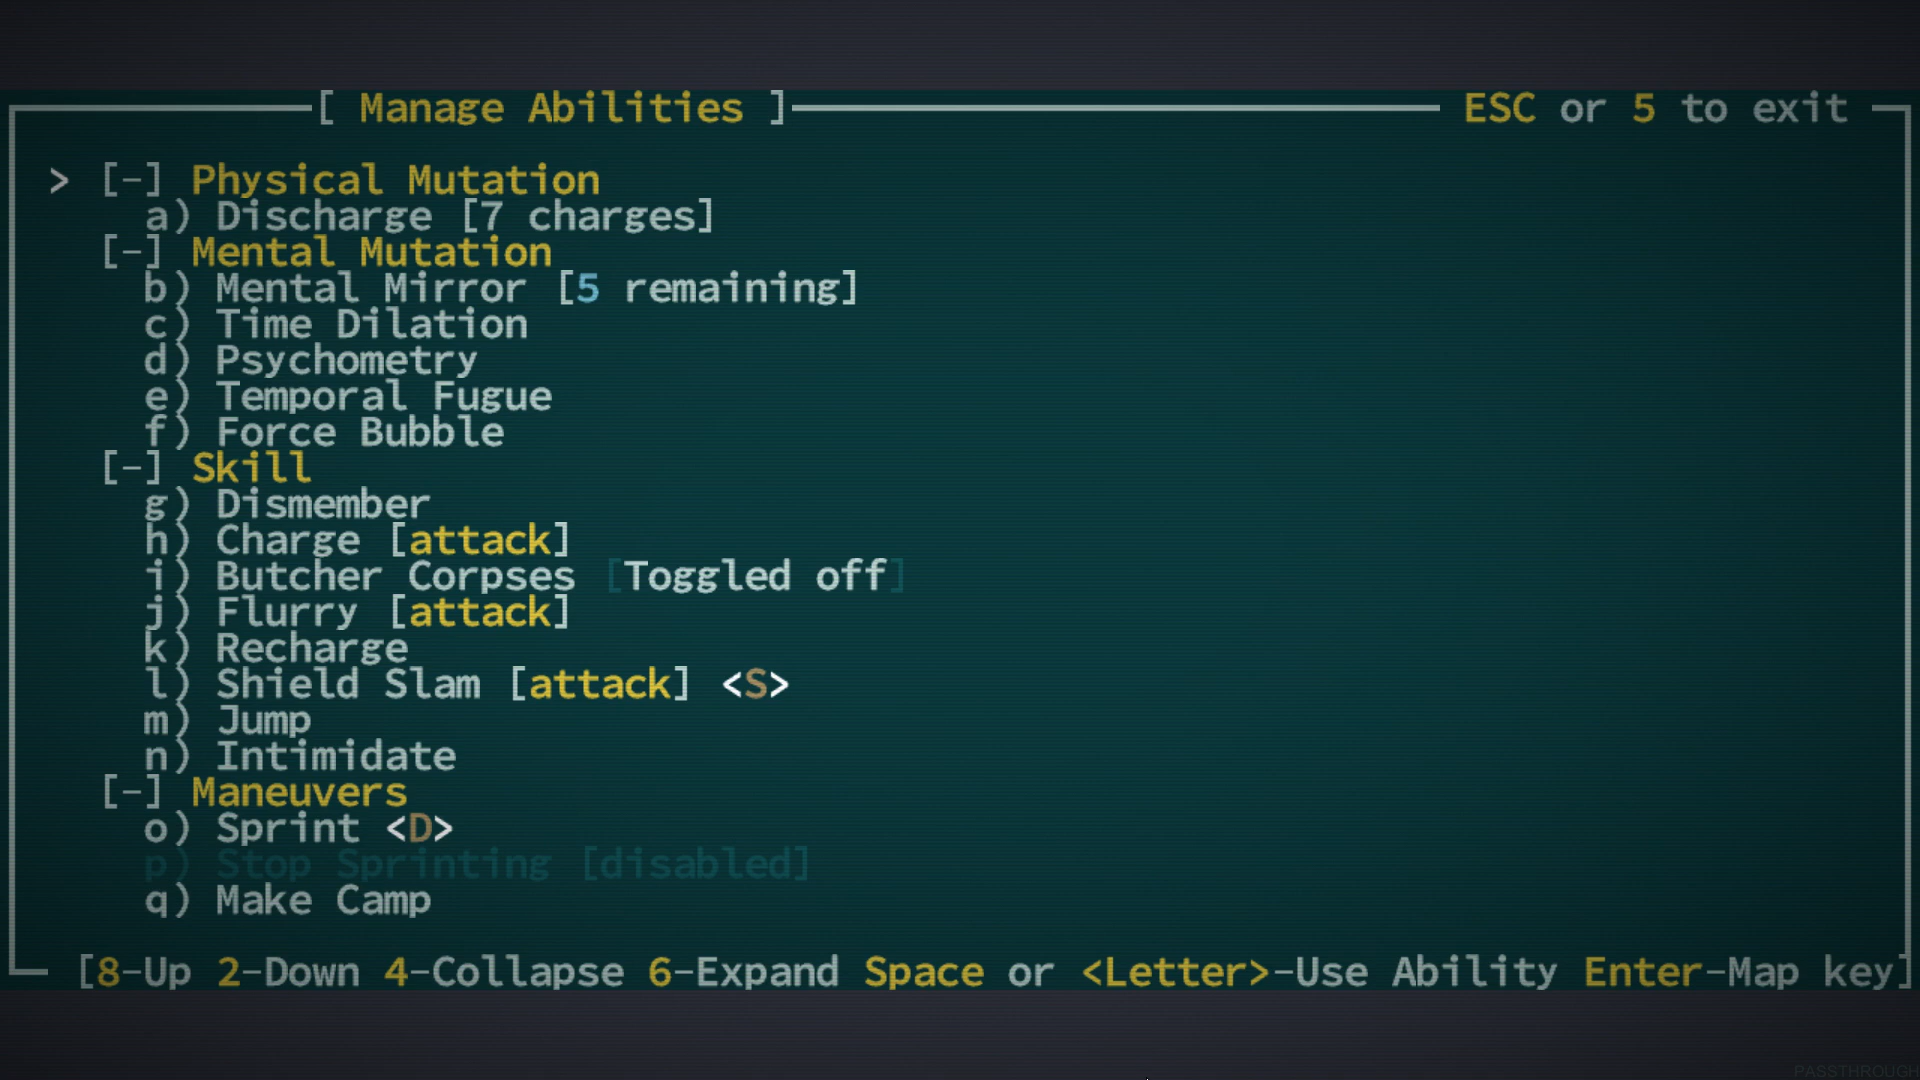 [ Manage Abilities ] ESC or 5 to exit
> [-] Physical Mutation
a) Discharge [7 charges]
[-] Mental Mutation
b) Mental Mirror [5 remaining]
c) Time Dilation
d) Psychometry
e) Temporal Fugue
f) Force Bubble
[-] Skill
g) Dismember
h) Charge [attack]
i) Butcher Corpses [Toggled off]
j) Flurry [attack]
k) Recharge
l) Shield Slam [attack] <S>
m) Jump
n) Intimidate
[-] Maneuvers
o) Sprint <D>
p) Stop Sprinting [disabled]
q) Make Camp
[8-Up 2-Down 4-Collapse 6-Expand Space or <Letter>-Use Ability Enter-Map key]
PASSTHROUGH